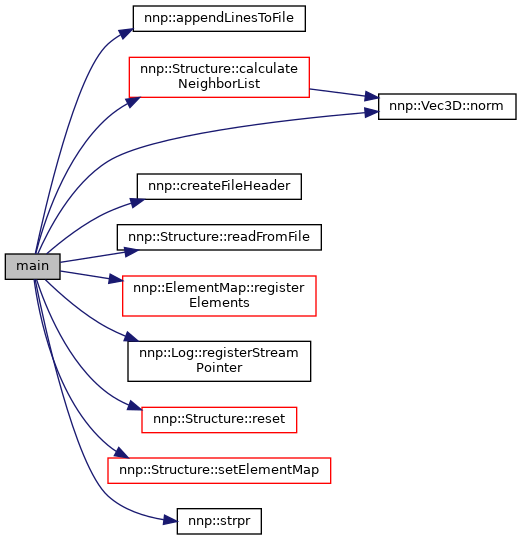 nnp::appendLinesToFile
nnp::Structure::calculate
NeighborList
nnp::Vec3D::norm
nnp::createFileHeader
nnp::Structure::readFromFile
main
nnp::ElementMap::register
Elements
nnp::Log::registerStream
Pointer
nnp::Structure::reset
nnp::Structure::setElementMap
nnp::strpr